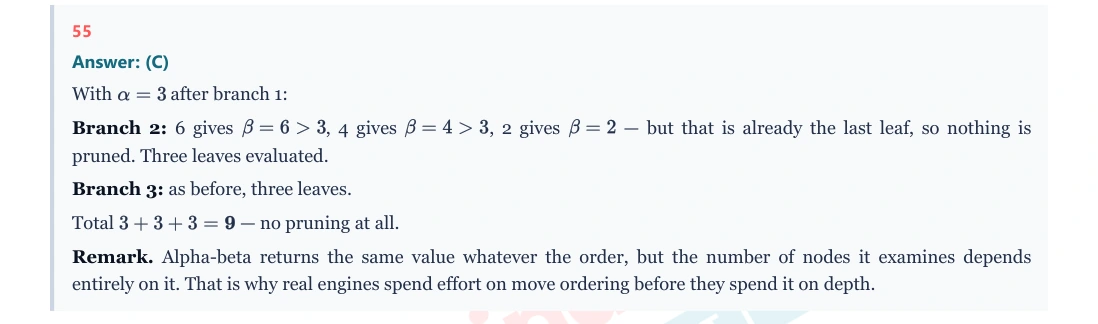 55
Answer: (C)
With α = 3 after branch 1:
Branch 2: 6 gives β = 6 > 3, 4 gives β = 4 > 3, 2 gives β = 2 — but that is already the last leaf, so nothing is
pruned. Three leaves evaluated.
Branch 3: as before, three leaves.
Total 3 + 3 + 3 = 9 — no pruning at all.
Remark. Alpha-beta returns the same value whatever the order, but the number of nodes it examines depends
entirely on it. That is why real engines spend effort on move ordering before they spend it on depth.